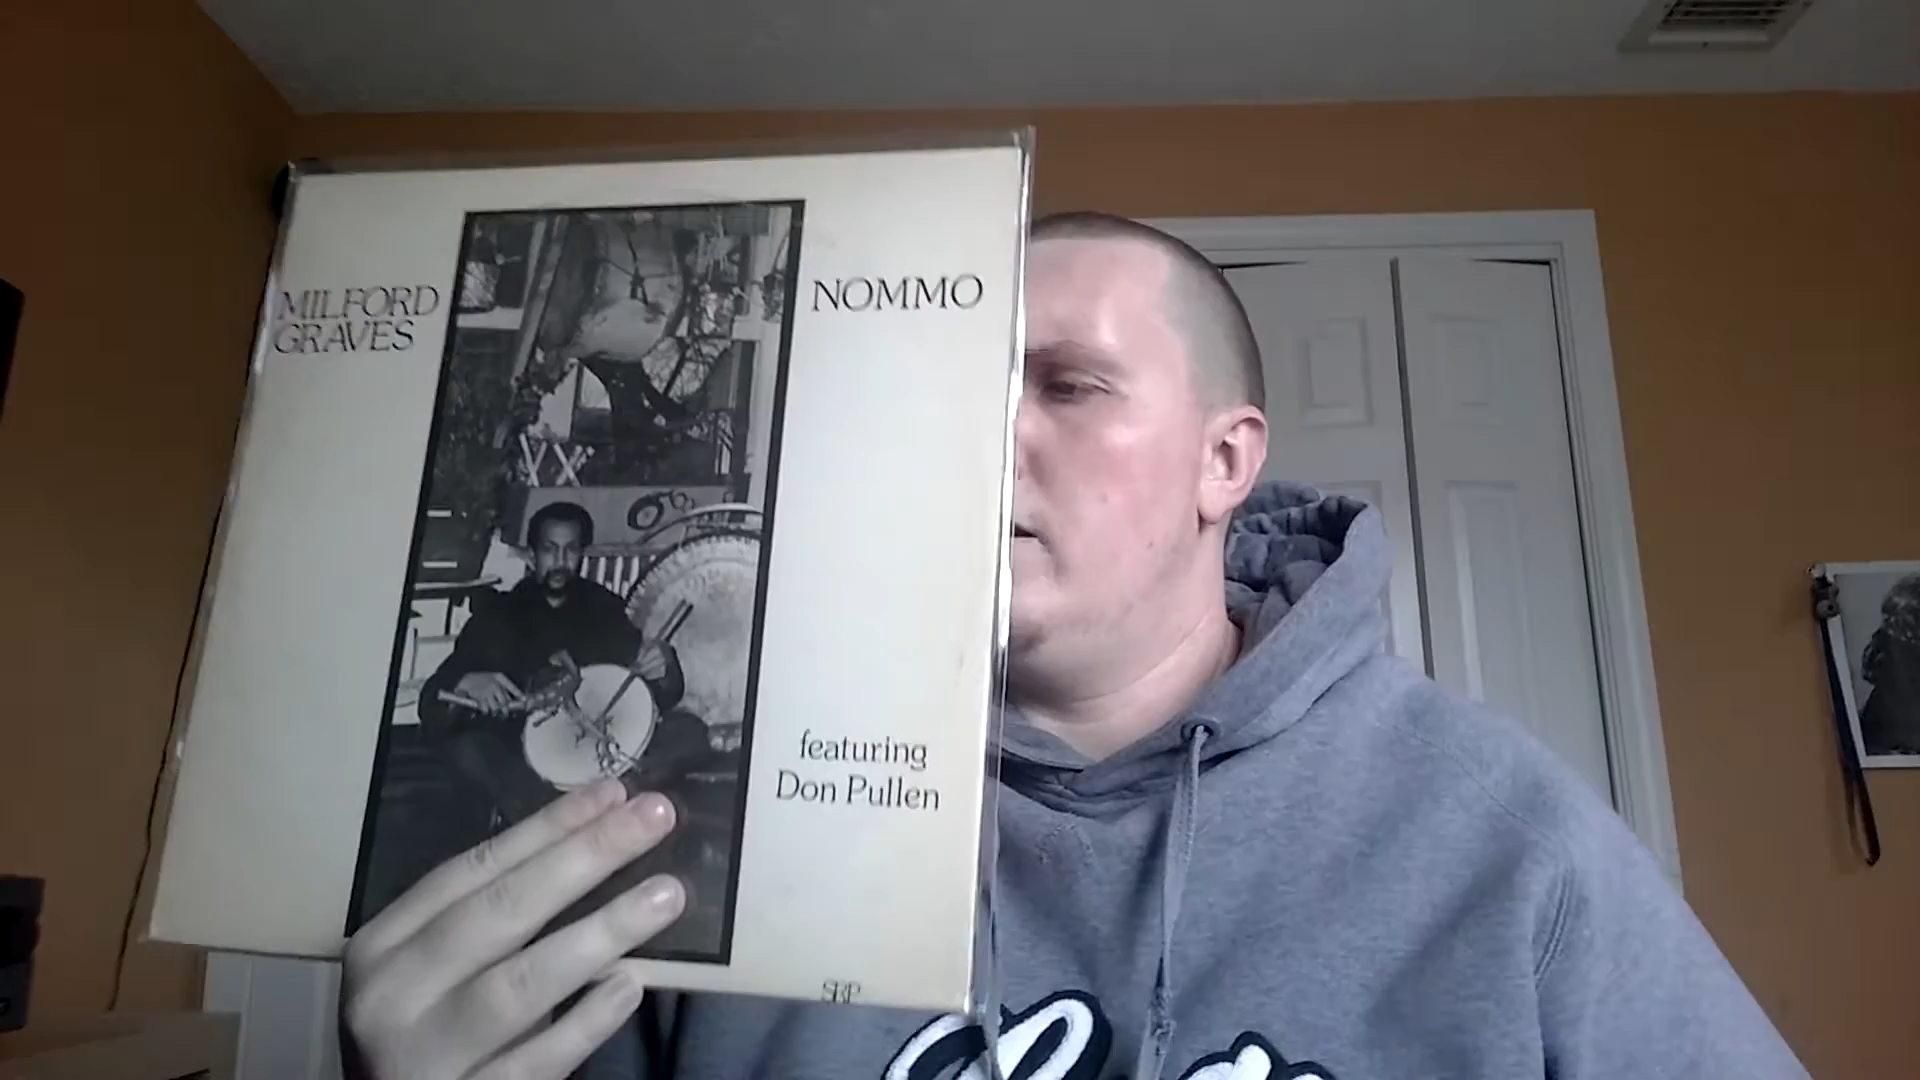 MILFORD
GRAVES
NOMMO
featuring
Don Pullen
SRP